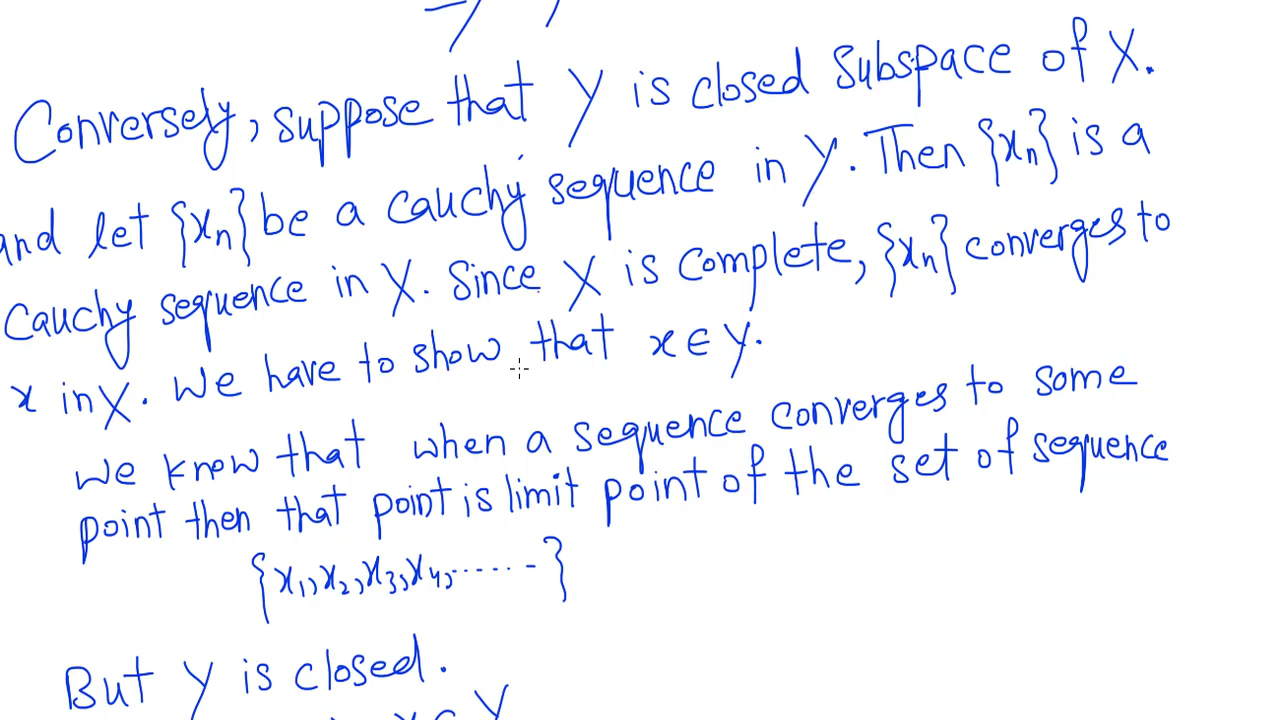 Conversely, suppose that Y is closed subspace of X.
and let {xₙ} be a cauchy sequence in Y. Then {xₙ} is a
cauchy sequence in X. Since X is complete, {xₙ} converges to
x in X. We have to show that x ∈ Y.
We know that when a sequence converges to some
point then that point is limit point of the set of sequence
{x₁, x₂, x₃, x₄, ...... }
But Y is closed.
x ∈ Y